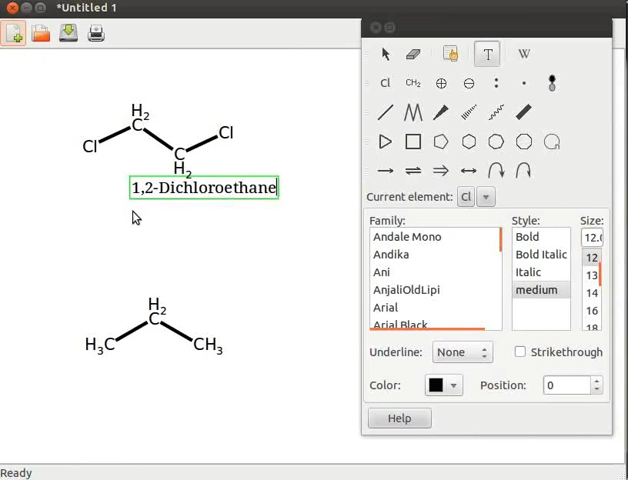 *Untitled 1
H2
C
Cl
Cl
C
H2
1,2-Dichloroethane
H2
C
H3C
CH3
T
W
Cl
CH2
Current element: Cl
Family:
Style:
Size:
Andale Mono
Andika
Ani
AnjaliOldLipi
Arial
Arial Black
Bold
Bold Italic
Italic
medium
12.0
12
13
14
16
18
Underline: None
Strikethrough
Color:
Position: 0
Help
Ready